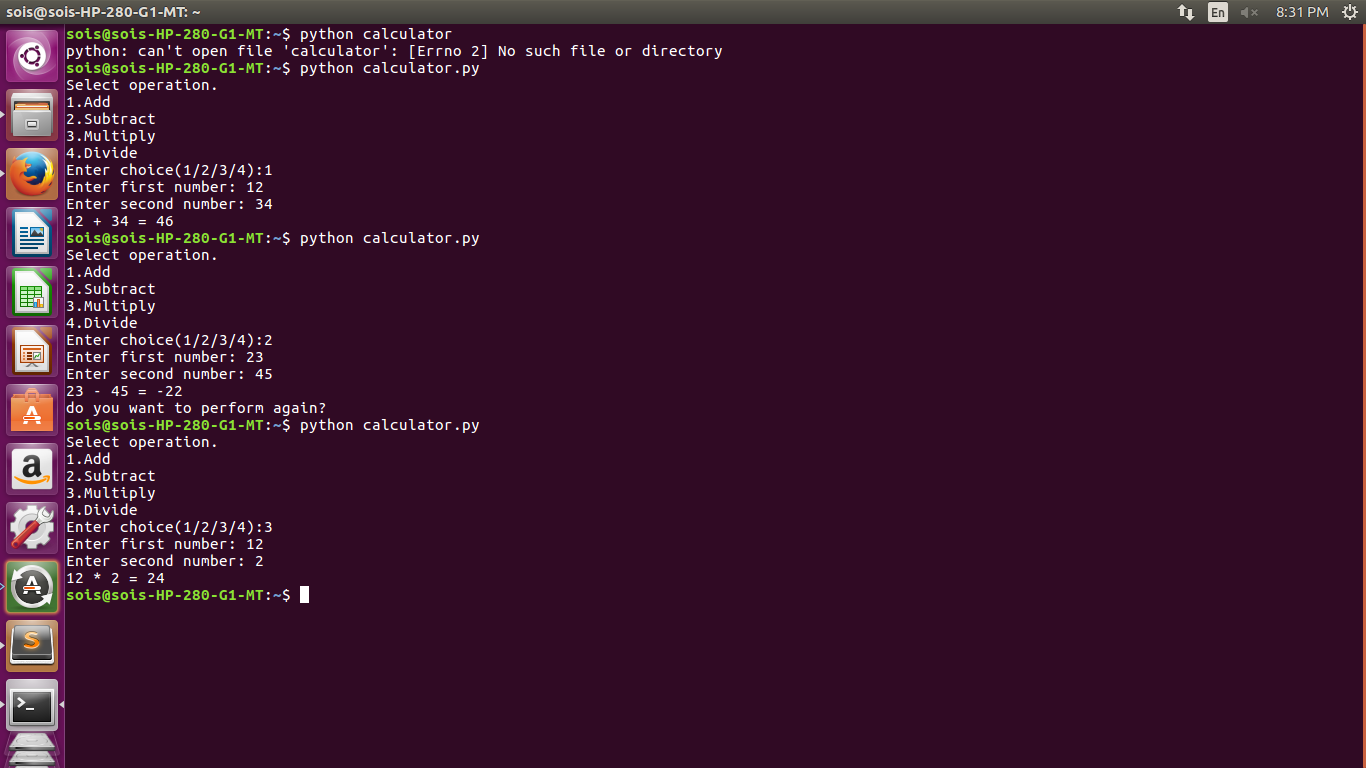 sois@sois-HP-280-G1-MT: ~
En
8:31 PM
sois@sois-HP-280-G1-MT:~$ python calculator
python: can't open file 'calculator': [Errno 2] No such file or directory
sois@sois-HP-280-G1-MT:~$ python calculator.py
Select operation.
1.Add
2.Subtract
3.Multiply
4.Divide
Enter choice(1/2/3/4):1
Enter first number: 12
Enter second number: 34
12 + 34 = 46
sois@sois-HP-280-G1-MT:~$ python calculator.py
Select operation.
1.Add
2.Subtract
3.Multiply
4.Divide
Enter choice(1/2/3/4):2
Enter first number: 23
Enter second number: 45
23 - 45 = -22
do you want to perform again?
sois@sois-HP-280-G1-MT:~$ python calculator.py
Select operation.
1.Add
2.Subtract
3.Multiply
4.Divide
Enter choice(1/2/3/4):3
Enter first number: 12
Enter second number: 2
12 * 2 = 24
sois@sois-HP-280-G1-MT:~$